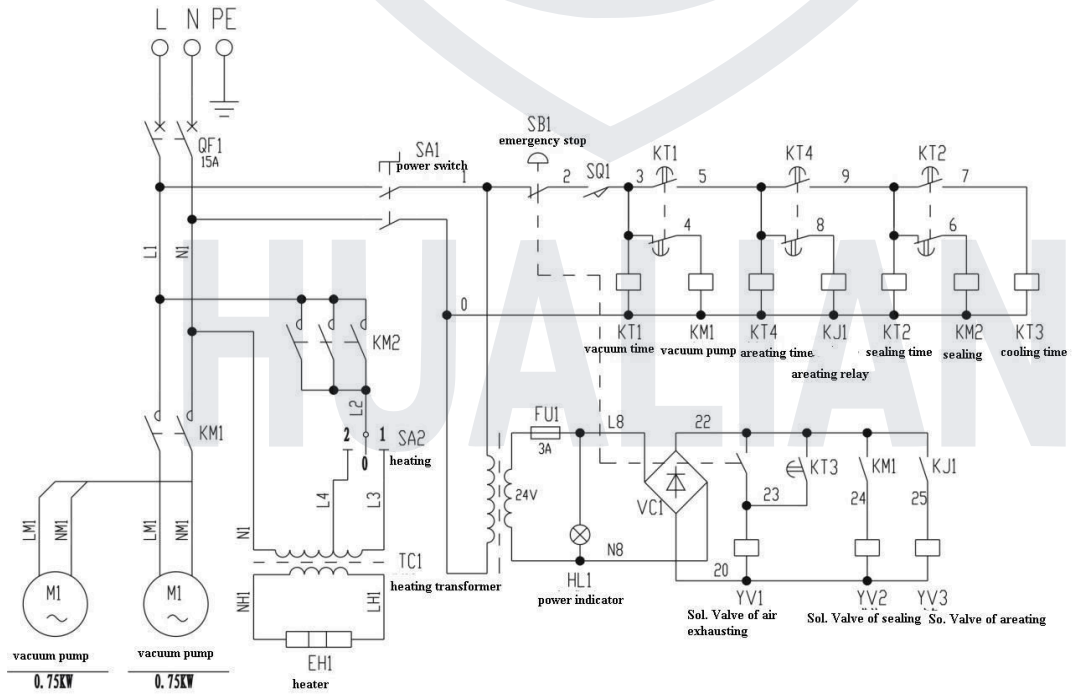 L N PE
QF1
15A
SA1
power switch
1
SB1
emergency stop
2
SQ1
3
KT1
5
KT4
9
KT2
7
4
8
6
L1
N1
0
KT1
vacuum time
KM1
vacuum pump
KT4
areating time
KJ1
areating relay
KT2
sealing time
KM2
sealing
KT3
cooling time
KM2
L2
2
1
0
SA2
heating
KM1
L4
L3
FU1
3A
L8
22
24V
VC1
KT3
KM1
KJ1
23
24
25
LM1
NM1
LM1
NM1
N1
TC1
heating transformer
N8
20
HL1
power indicator
YV1
Sol. Valve of air
exhausting
YV2
Sol. Valve of sealing
YV3
So. Valve of areating
NH1
LH1
EH1
heater
M1
vacuum pump
0.75KW
M1
vacuum pump
0.75KW
HUALIAN